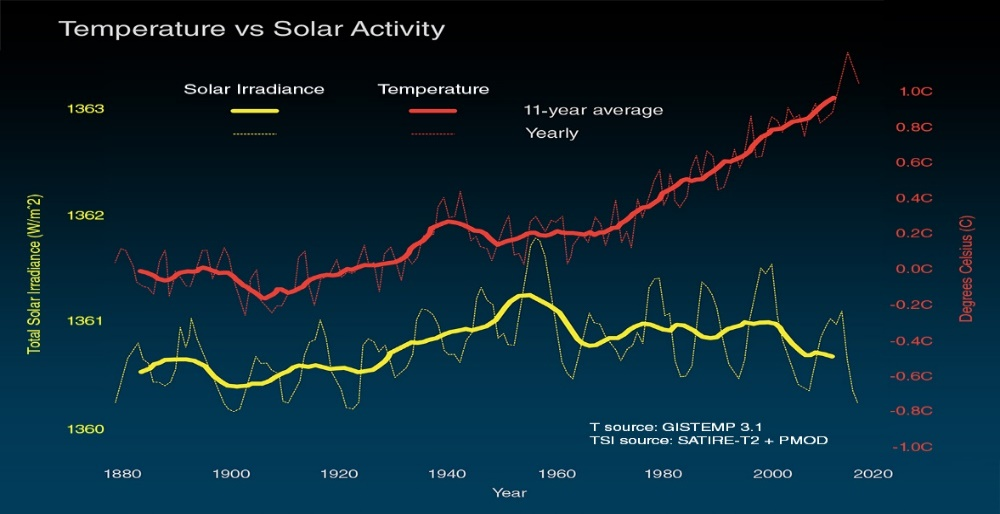 Temperature vs Solar Activity
Solar Irradiance Temperature
11-year average
Yearly
1363
1362
1361
1360
Total Solar Irradiance (W/m^2)
1.0C
0.8C
0.6C
0.4C
0.2C
0.0C
-0.2C
-0.4C
-0.6C
-0.8C
-1.0C
Degrees Celsius (C)
T source: GISTEMP 3.1
TSI source: SATIRE-T2 + PMOD
1880 1900 1920 1940 1960 1980 2000 2020
Year